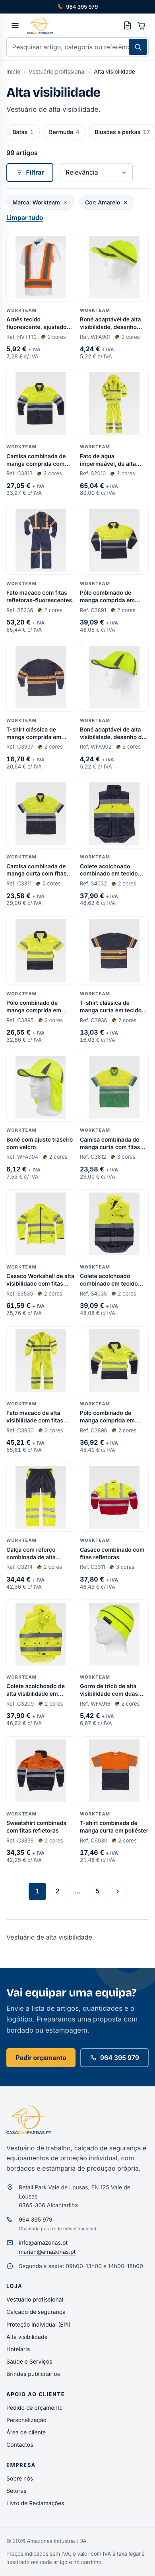 964 395 979
CASA DAS FARDAS PT
Pesquisar artigo, categoria ou referên
Início / Vestuário profissional / Alta visibilidade
Alta visibilidade
Vestuário de alta visibilidade.
Batas 1
Bermuda 4
Blusões e parkas 17
99 artigos
Filtrar
Relevância
Marca: Workteam ×
Cor: Amarelo ×
Limpar tudo
WORKTEAM
Arnês tecido
fluorescente, ajustado...
Ref. HVTT10 2 cores
5,92 € + IVA
7,28 € c/ IVA
WORKTEAM
Boné adaptável de alta
visibilidade, desenho...
Ref. WFA901 2 cores
4,24 € + IVA
5,22 € c/ IVA
WORKTEAM
Camisa combinada de
manga comprida com...
Ref. C3813 2 cores
27,05 € + IVA
33,27 € c/ IVA
WORKTEAM
Fato de água
impermeável, de alta...
Ref. S2010 2 cores
65,04 € + IVA
80,00 € c/ IVA
WORKTEAM
Fato macaco com fitas
refletoras-fluorescentes.
Ref. B5236 2 cores
53,20 € + IVA
65,44 € c/ IVA
WORKTEAM
Pólo combinado de
manga comprida em...
Ref. C3891 2 cores
39,09 € + IVA
48,08 € c/ IVA
WORKTEAM
T-shirt clássica de
manga comprida em...
Ref. C3937 2 cores
16,78 € + IVA
20,64 € c/ IVA
WORKTEAM
Boné adaptável de alta
visibilidade, desenho d...
Ref. WFA902 2 cores
4,24 € + IVA
5,22 € c/ IVA
WORKTEAM
Camisa combinada de
manga curta com fitas...
Ref. C3811 2 cores
23,58 € + IVA
29,00 € c/ IVA
WORKTEAM
Colete acolchoado
combinado em tecido...
Ref. S4032 2 cores
37,90 € + IVA
46,62 € c/ IVA
WORKTEAM
Pólo combinado de
manga comprida em...
Ref. C3895 2 cores
26,55 € + IVA
32,66 € c/ IVA
WORKTEAM
T-shirt clássica de
manga curta em tecido...
Ref. C3936 2 cores
13,03 € + IVA
16,03 € c/ IVA
WORKTEAM
Boné com ajuste traseiro
com velcro.
Ref. WFA904 2 cores
6,12 € + IVA
7,53 € c/ IVA
WORKTEAM
Camisa combinada de
manga curta com fitas...
Ref. C3812 3 cores
23,58 € + IVA
29,00 € c/ IVA
WORKTEAM
Casaco Workshell de alta
visibilidade com fitas...
Ref. S9535 2 cores
61,59 € + IVA
75,76 € c/ IVA
WORKTEAM
Colete acolchoado
combinado em tecido...
Ref. S4035 2 cores
39,09 € + IVA
48,08 € c/ IVA
WORKTEAM
Fato macaco de alta
visibilidade com fitas...
Ref. C3950 2 cores
45,21 € + IVA
55,61 € c/ IVA
WORKTEAM
Pólo combinado de
manga comprida em...
Ref. C3896 2 cores
36,92 € + IVA
45,41 € c/ IVA
WORKTEAM
Calça com reforço
combinada de alta...
Ref. C3214 2 cores
34,44 € + IVA
42,36 € c/ IVA
WORKTEAM
Casaco combinado com
fitas refletoras
Ref. C3311 3 cores
37,80 € + IVA
46,49 € c/ IVA
WORKTEAM
Colete acolchoado de
alta visibilidade em...
Ref. C3209 2 cores
37,90 € + IVA
46,62 € c/ IVA
WORKTEAM
Gorro de tricô de alta
visibilidade com duas...
Ref. WFA916 2 cores
5,42 € + IVA
6,67 € c/ IVA
WORKTEAM
Sweatshirt combinada
com fitas refletoras
Ref. C3839 2 cores
34,35 € + IVA
42,25 € c/ IVA
WORKTEAM
T-shirt combinada de
manga curta em poliéster
Ref. C6030 2 cores
17,46 € + IVA
21,48 € c/ IVA
1 2 ... 5
Vestuário de alta visibilidade.
Vai equipar uma equipa?
Envie a lista de artigos, quantidades e o
logótipo. Preparamos uma proposta com
bordado ou estampagem.
Pedir orçamento
964 395 979
CASA DAS FARDAS PT
Vestuário de trabalho, calçado de segurança e
equipamentos de proteção individual, com
bordados e estampagem de produção própria.
Retail Park Vale de Lousas, EN 125 Vale de
Lousas
8365-306 Alcantarilha
964 395 979
Chamada para rede móvel nacional
info@amazonas.pt
marian@amazonas.pt
Segunda a sexta: 09h00–13h00 e 14h00–18h00
LOJA
Vestuário profissional
Calçado de segurança
Proteção individual (EPI)
Alta visibilidade
Hotelaria
Saúde e Serviços
Brindes publicitários
APOIO AO CLIENTE
Pedido de orçamento
Personalização
Área de cliente
Contactos
EMPRESA
Sobre nós
Setores
Livro de Reclamações
© 2026 Amazonas Indústria LDA.
Preços indicados sem IVA; o valor com IVA à taxa legal é
mostrado em cada artigo e no carrinho.